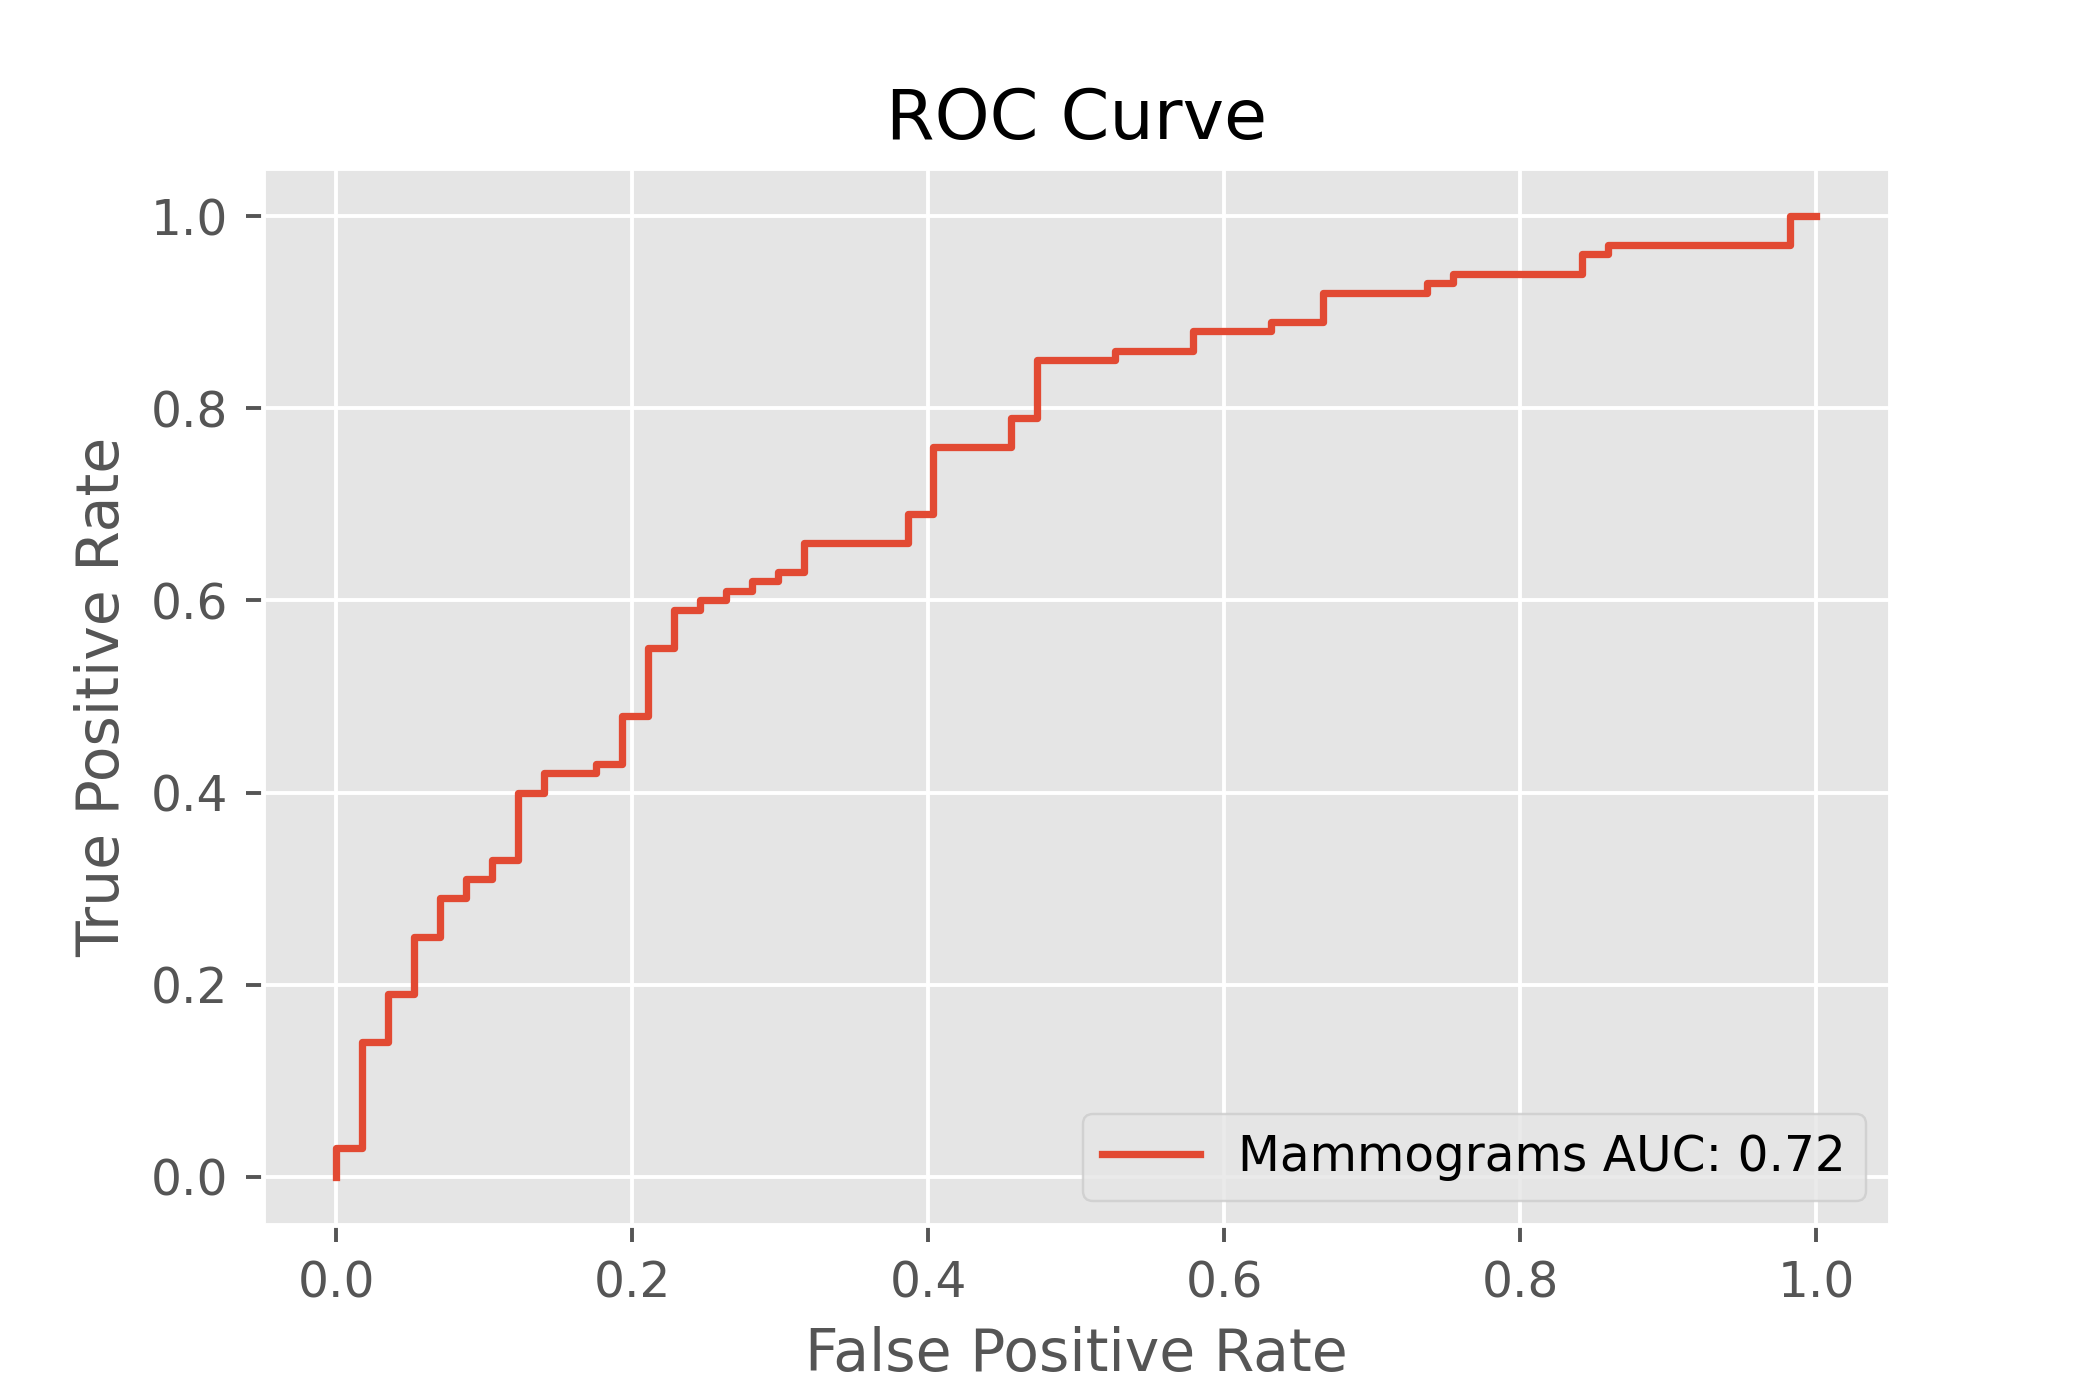 ROC Curve
True Positive Rate
1.0
0.8
0.6
0.4
0.2
0.0
Mammograms AUC: 0.72
0.0 0.2 0.4 0.6 0.8 1.0
False Positive Rate